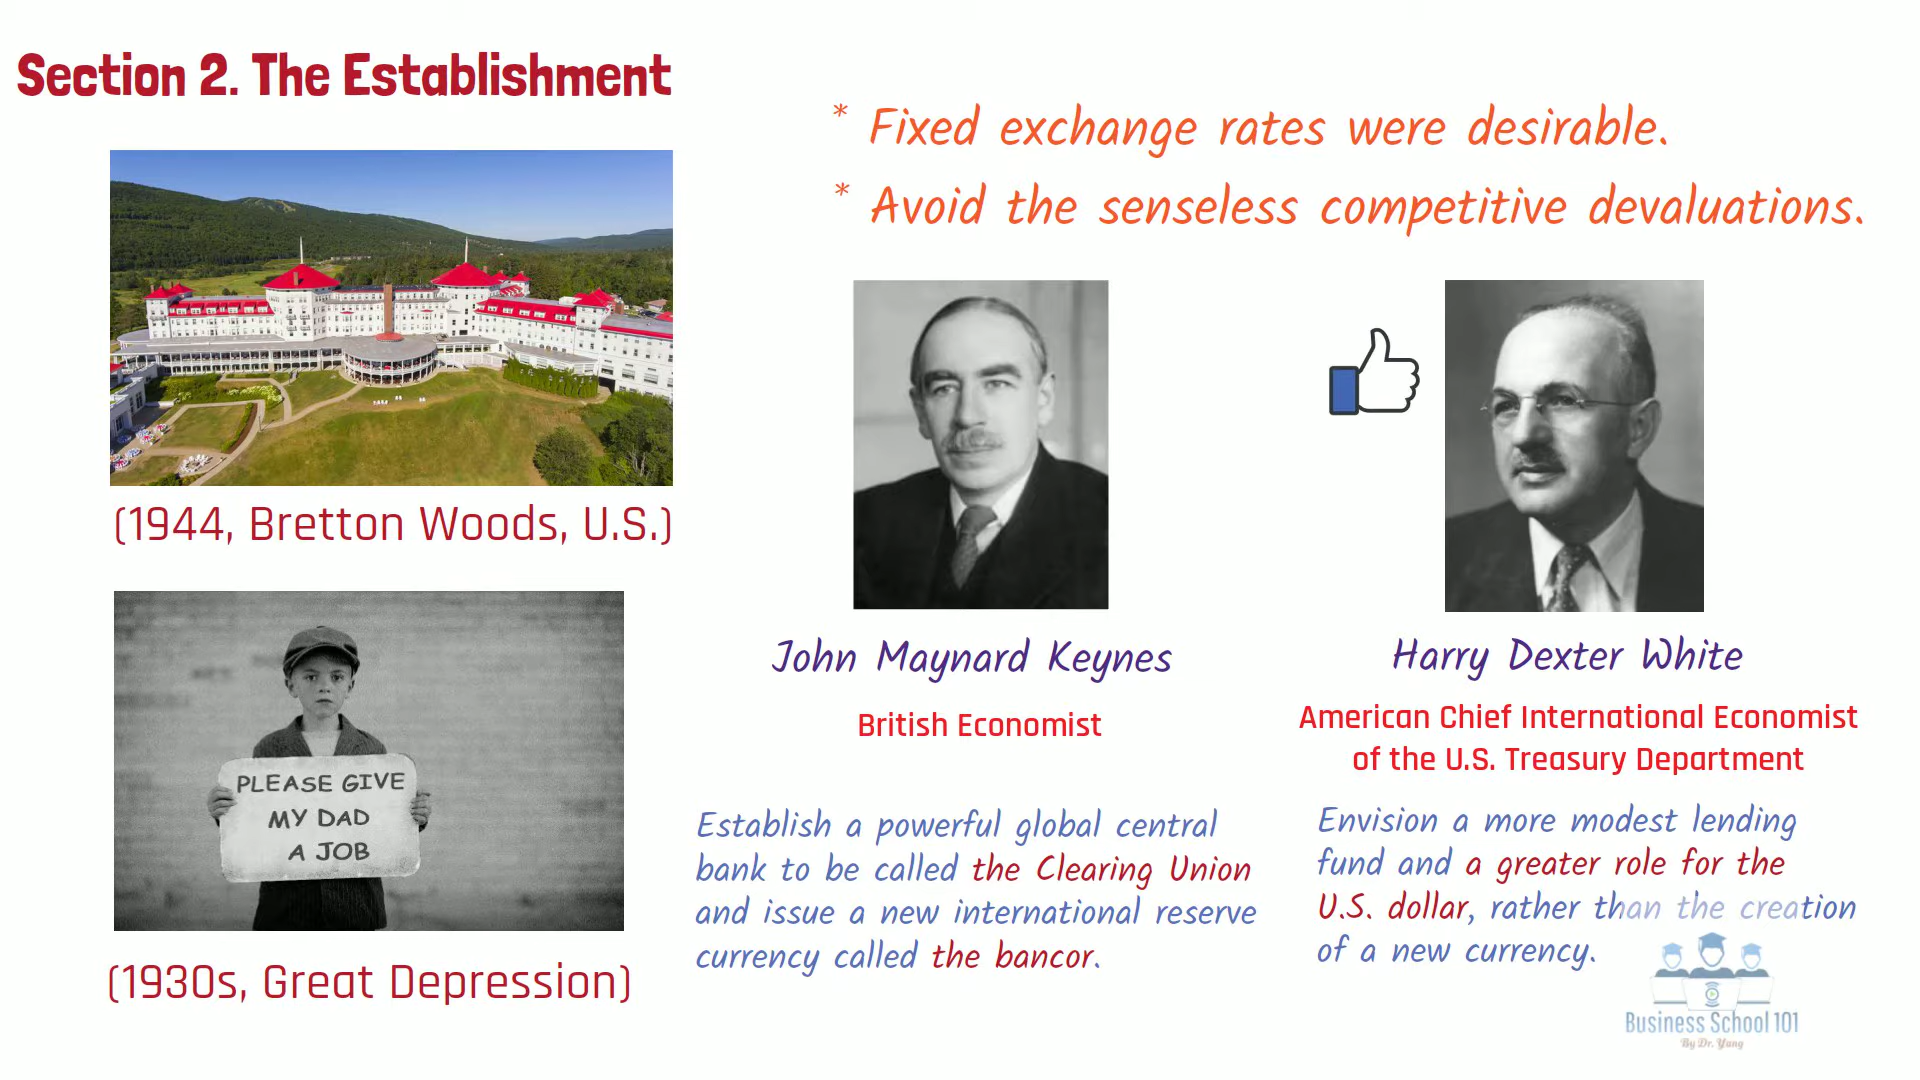 Section 2. The Establishment
* Fixed exchange rates were desirable.
* Avoid the senseless competitive devaluations.
(1944, Bretton Woods, U.S.)
PLEASE GIVE
MY DAD
A JOB
(1930s, Great Depression)
John Maynard Keynes
British Economist
Establish a powerful global central
bank to be called the Clearing Union
and issue a new international reserve
currency called the bancor.
Harry Dexter White
American Chief International Economist
of the U.S. Treasury Department
Envision a more modest lending
fund and a greater role for the
U.S. dollar, rather than the creation
of a new currency.
Business School 101
By Dr. Yang